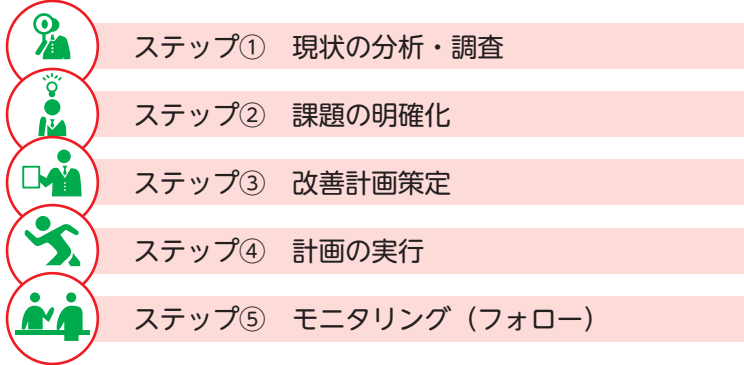 ステップ①　現状の分析・調査
ステップ②　課題の明確化
ステップ③　改善計画策定
ステップ④　計画の実行
ステップ⑤　モニタリング（フォロー）